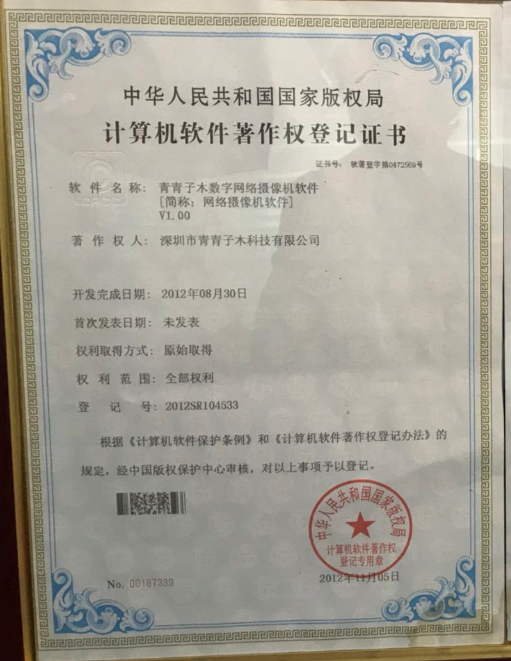 中华人民共和国国家版权局
计算机软件著作权登记证书
证书号： 软著登字第0472569号
软件名称： 青青子木数字网络摄像机软件
[简称：网络摄像机软件]
V1.00
著作权人： 深圳市青青子木科技有限公司
开发完成日期： 2012年08月30日
首次发表日期： 未发表
权利取得方式： 原始取得
权利范围： 全部权利
登记号： 2012SR104533
根据《计算机软件保护条例》和《计算机软件著作权登记办法》的
规定，经中国版权保护中心审核，对以上事项予以登记。
中华人民共和国国家版权局
计算机软件著作权
登记专用章
No. 00167339
2012年11月05日